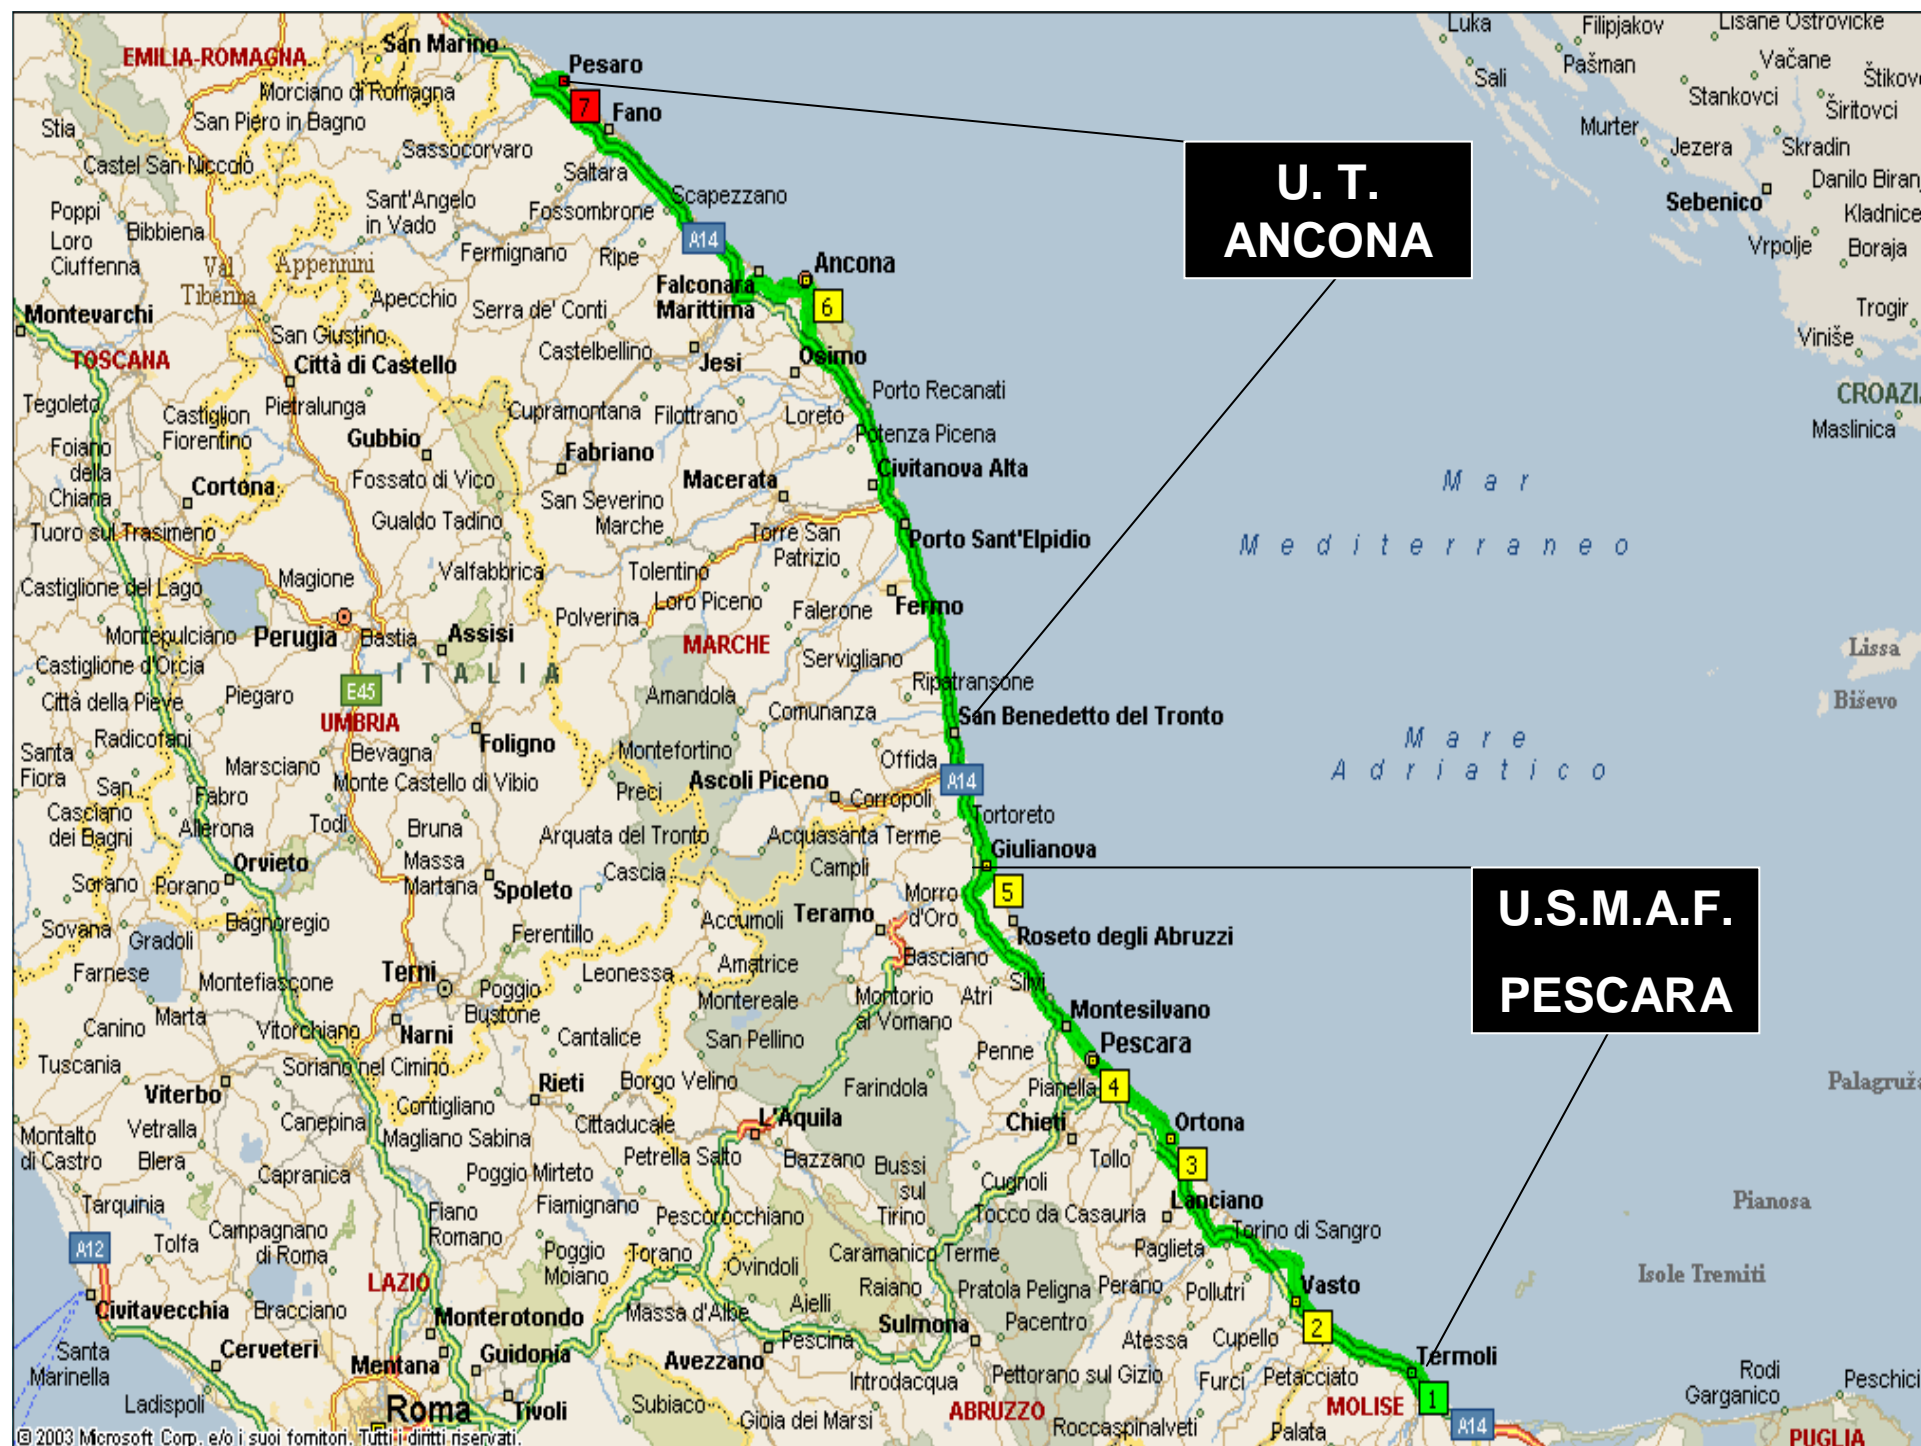 Luka
Filipjakov
Lisane Ostrovicke
San Marino
EMILIA-ROMAGNA
Pesaro
Pašman
Vačane
Sali
Štikov
Morciano di Romagna
Stankovci
7
Fano
Širitovci
San Piero in Bagno
Stia
Murter
Sassocorvaro
Jezera
Skradin
Castel San Niccolò
Saltara
U. T.
ANCONA
Danilo Biranj
Scapezzano
Sant'Angelo
in Vado
Sebenico
Poppi
Fossombrone
Kladnice
Bibbiena
A14
Loro
Ciuffenna
Fermignano
Ripe
Vrpolje
Boraja
Val
Tiberina
Appennini
Ancona
Falconara
Marittima
Apecchio
6
Serra de' Conti
Trogir
Montevarchi
San Giustino
Viniše
TOSCANA
Castelbellino
Jesi
Osimo
Città di Castello
CROAZI
Porto Recanati
Tegoleto
Castiglion
Fiorentino
Pietralunga
Cupramontana
Filottrano
Loreto
Maslinica
Gubbio
Potenza Picena
Foiano
della
Chiana
Fabriano
Civitanova Alta
Cortona
Fossato di Vico
Macerata
Mar
Mediterraneo
San Severino
Marche
Gualdo Tadino
Tuoro sul Trasimeno
Torre San
Patrizio
Porto Sant'Elpidio
Magione
Valfabbrica
Tolentino
Castiglione del Lago
Loro Piceno
Falerone
Fermo
Polverina
Montepulciano
Perugia
Bastia
Assisi
MARCHE
Lissa
Castiglione d'Orcia
ITALIA
Servigliano
Città della Pieve
Piegaro
E45
Amandola
Ripatransone
Biševo
UMBRIA
Comunanza
San Benedetto del Tronto
Radicofani
Bevagna
Foligno
Montefortino
Mare
Adriatico
Santa
Fiora
Marsciano
Offida
San
Casciano
dei Bagni
Monte Castello di Vibio
Ascoli Piceno
A14
Fabro
Preci
Corropoli
Tortoreto
Allerona
Todi
Bruna
Arquata del Tronto
Acquasanta Terme
Giulianova
Orvieto
Massa
Martana
Cascia
Campli
Sorano
Porano
Spoleto
Morro
d'Oro
5
U.S.M.A.F.
PESCARA
Accumoli
Teramo
Bagnoregio
Sovana
Gradoli
Ferentillo
Roseto degli Abruzzi
Farnese
Terni
Leonessa
Amatrice
Basciano
Montefiascone
Poggio
Bustone
Montereale
Montorio
al Vomano
Atri
Silvi
Canino
Marta
Vitorchiano
Narni
Montesilvano
Cantalice
San Pellino
Pescara
Tuscania
Soriano nel Cimino
Penne
Viterbo
Rieti
Borgo Velino
Farindola
Pianella
4
Palagruža
Contigliano
Canepina
Cittaducale
L'Aquila
Chieti
Ortona
Montalto
di Castro
Vetralla
Magliano Sabina
Blera
Petrella Salto
Bazzano
Bussi
sul
Tirino
Tollo
3
Capranica
Poggio Mirteto
Cugnoli
Tarquinia
Fiamignano
Lanciano
Pianosa
Fiano
Romano
Pescorocchiano
Tocco da Casauria
Campagnano
di Roma
Torino di Sangro
A12
Tolfa
Poggio
Moiano
Torano
Ovindoli
Caramanico Terme
Paglieta
LAZIO
Raiano
Pratola Peligna
Perano
Pollutri
Vasto
Isole Tremiti
Civitavecchia
Bracciano
Monterotondo
Massa d'Albe
Aielli
Pacentro
2
Cerveteri
Pescina
Sulmona
Atessa
Cupello
Santa
Marinella
Mentana
Guidonia
Avezzano
Termoli
Introdacqua
Pettorano sul Gizio
Furci
Petacciato
Rodi
Garganico
Peschici
Ladispoli
Roma
Tivoli
Subiaco
Gioia dei Marsi
ABRUZZO
Roccaspinalveti
MOLISE
1
Palata
A14
PUGLIA
© 2003 Microsoft Corp. e/o i suoi fornitori. Tutti i diritti riservati.